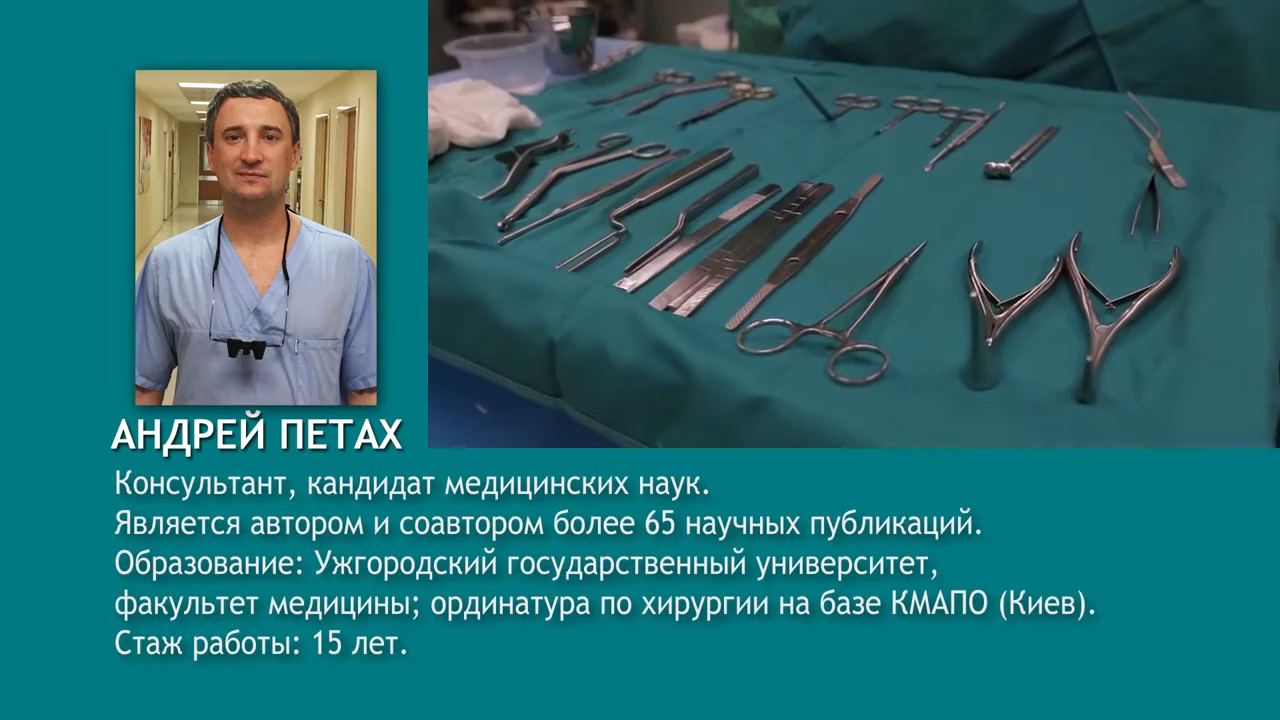 АНДРЕЙ ПЕТАХ
Консультант, кандидат медицинских наук.
Является автором и соавтором более 65 научных публикаций.
Образование: Ужгородский государственный университет,
факультет медицины; ординатура по хирургии на базе КМАПО (Киев).
Стаж работы: 15 лет.